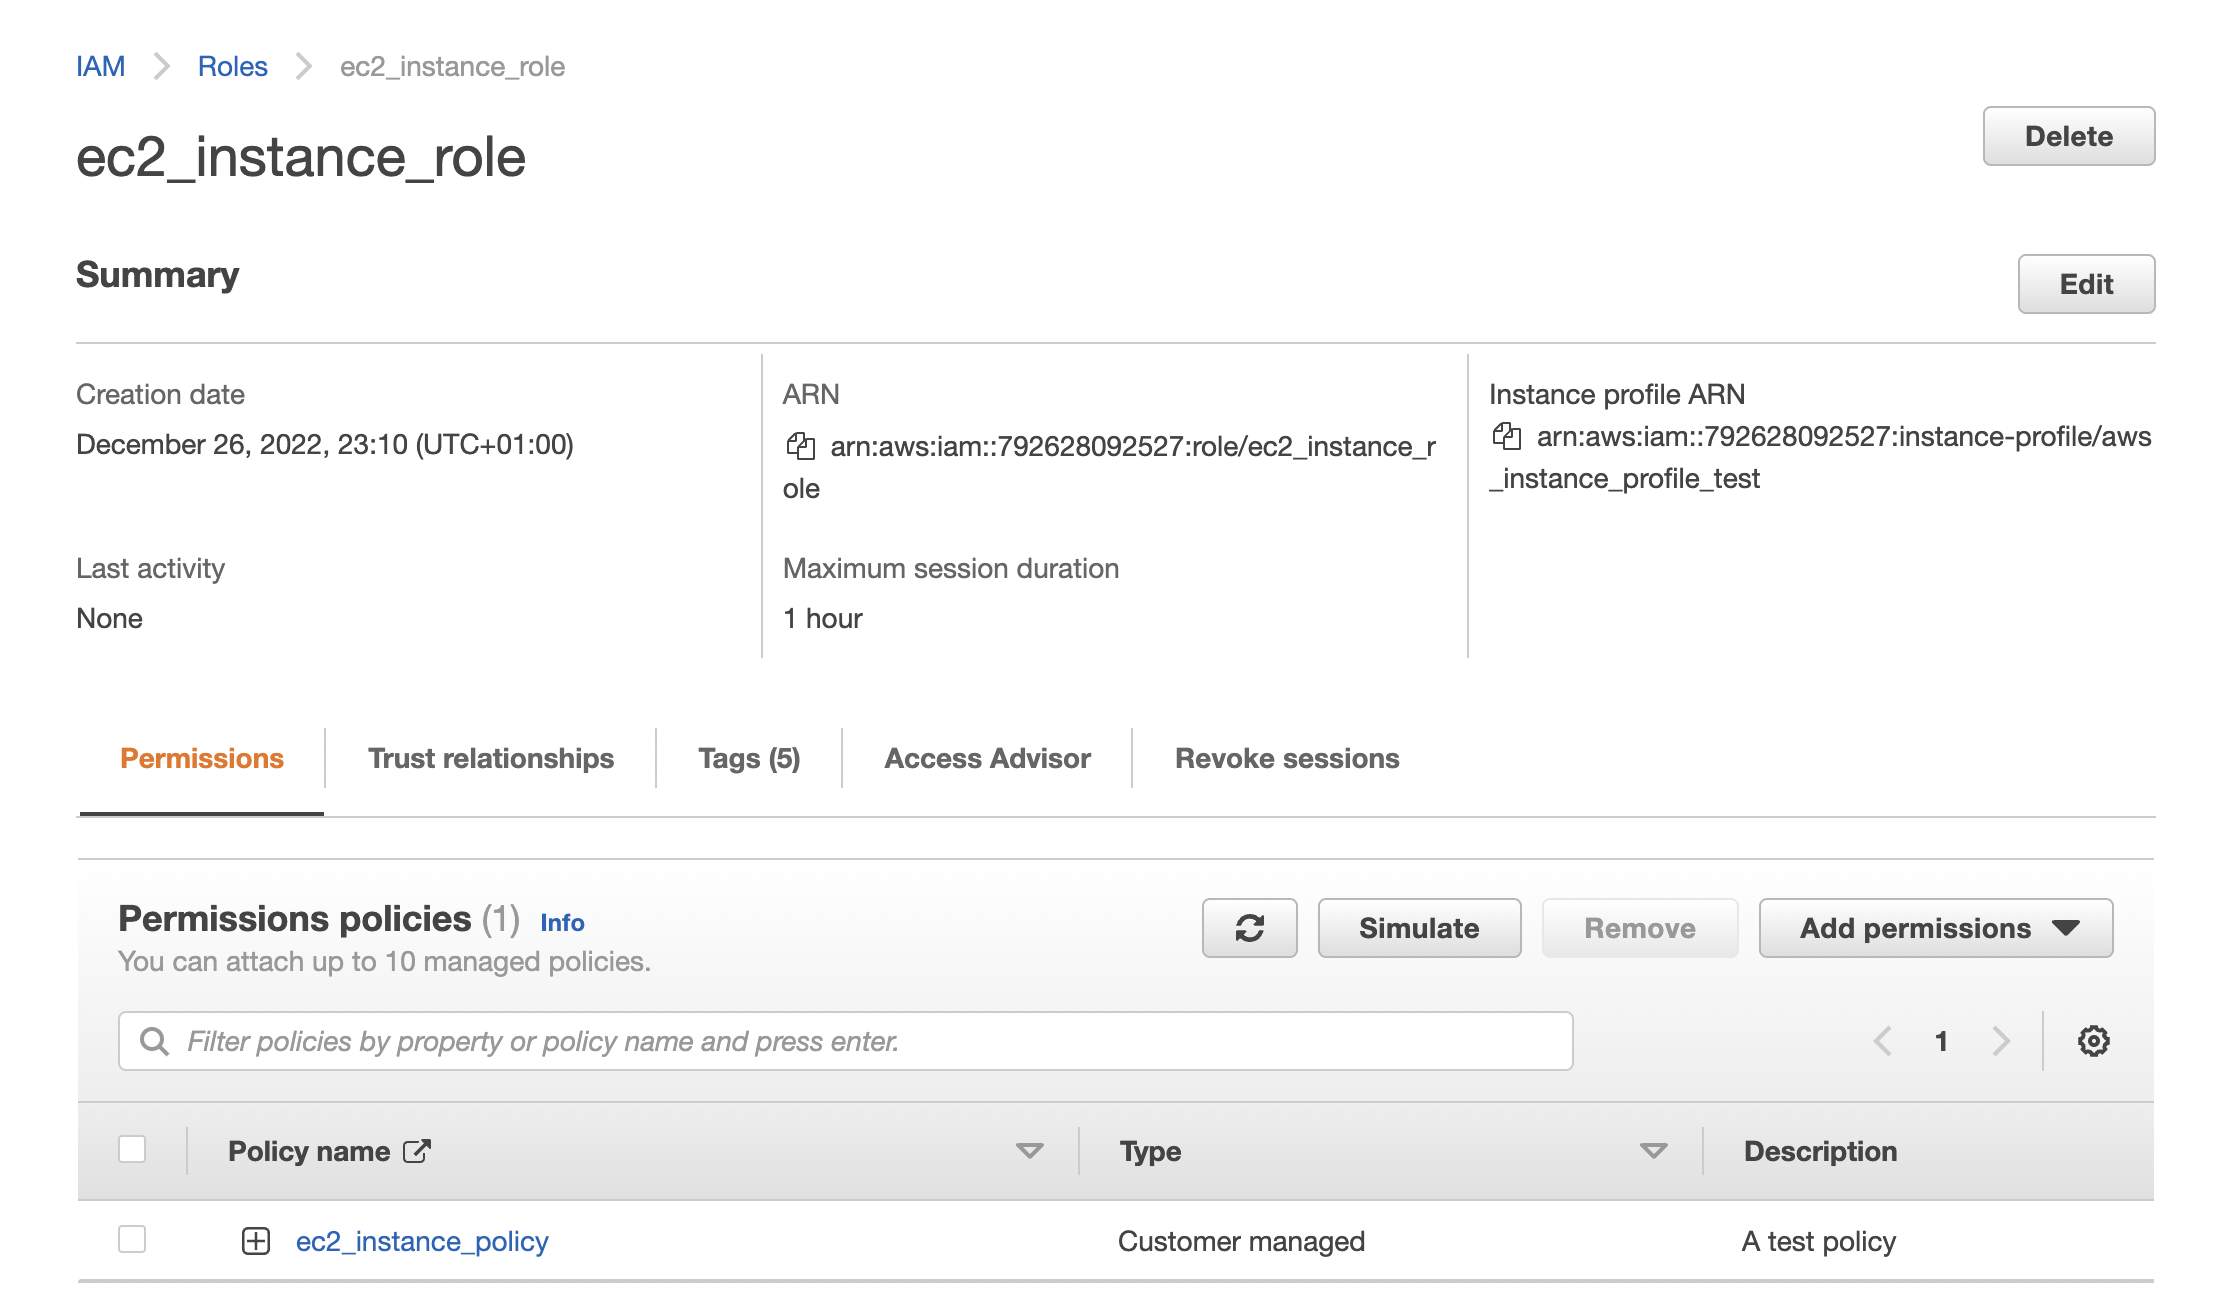 IAM > Roles > ec2_instance_role
ec2_instance_role
Delete
Summary
Edit
Creation date
December 26, 2022, 23:10 (UTC+01:00)
ARN
arn:aws:iam::792628092527:role/ec2_instance_r
ole
Instance profile ARN
arn:aws:iam::792628092527:instance-profile/aws
_instance_profile_test
Last activity
None
Maximum session duration
1 hour
Permissions
Trust relationships
Tags (5)
Access Advisor
Revoke sessions
Permissions policies (1) Info
You can attach up to 10 managed policies.
Simulate
Remove
Add permissions
Filter policies by property or policy name and press enter.
1
Policy name
Type
Description
ec2_instance_policy
Customer managed
A test policy